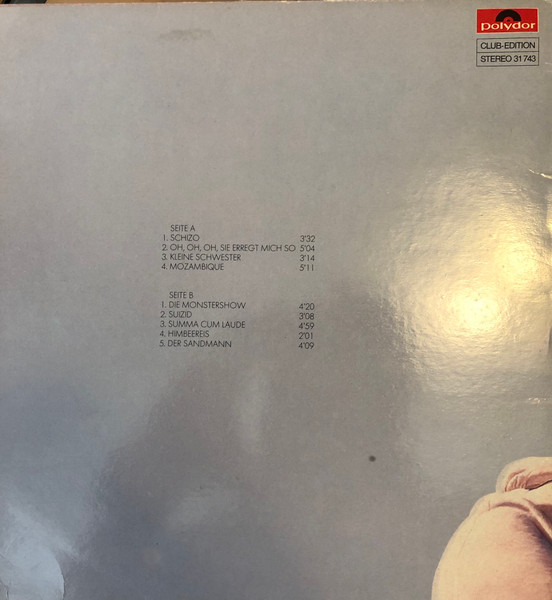 polydor
CLUB-EDITION
STEREO 31 743
SEITE A
1. SCHIZO 3'32
2. OH, OH, OH, SIE ERREGT MICH SO 5'04
3. KLEINE SCHWESTER 3'14
4. MOZAMBIQUE 5'11
SEITE B
1. DIE MONSTERSHOW 4'20
2. SUIZID 3'08
3. SUMMA CUM LAUDE 4'59
4. HIMBEEREIS 2'01
5. DER SANDMANN 4'09